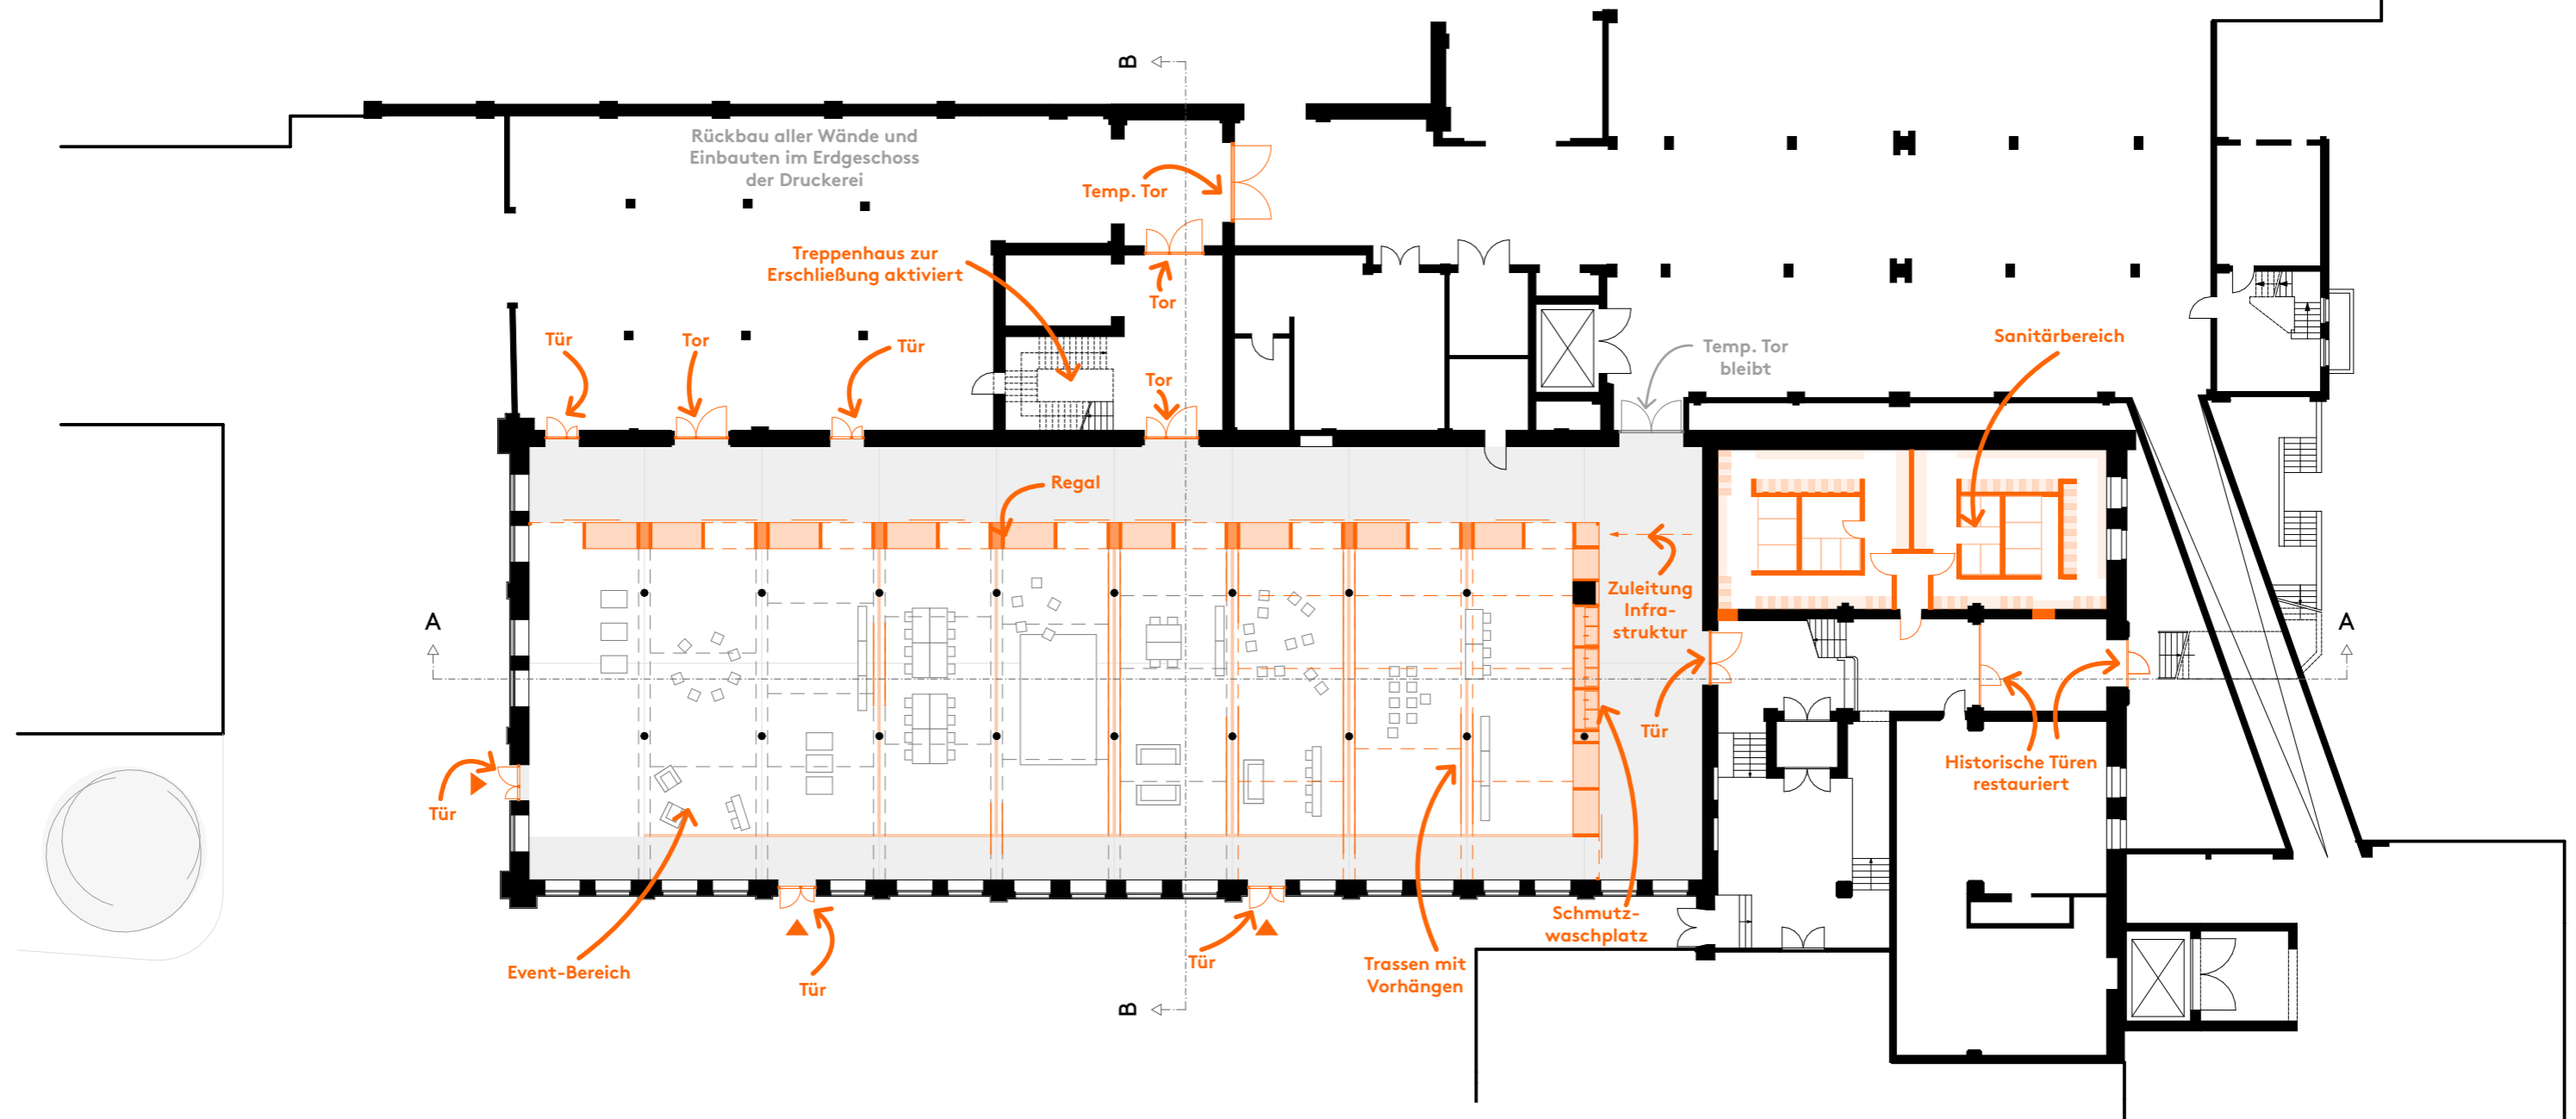 B
Rückbau aller Wände und
Einbauten im Erdgeschoss
der Druckerei
Temp. Tor
Treppenhaus zur
Erschließung aktiviert
Tor
Tür
Tor
Tür
Tor
Temp. Tor
bleibt
Sanitärbereich
Regal
Zuleitung
Infra-
struktur
A
A
Tür
Historische Türen
restauriert
Tür
Event-Bereich
Tür
Tür
Trassen mit
Vorhängen
Schmutz-
waschplatz
B